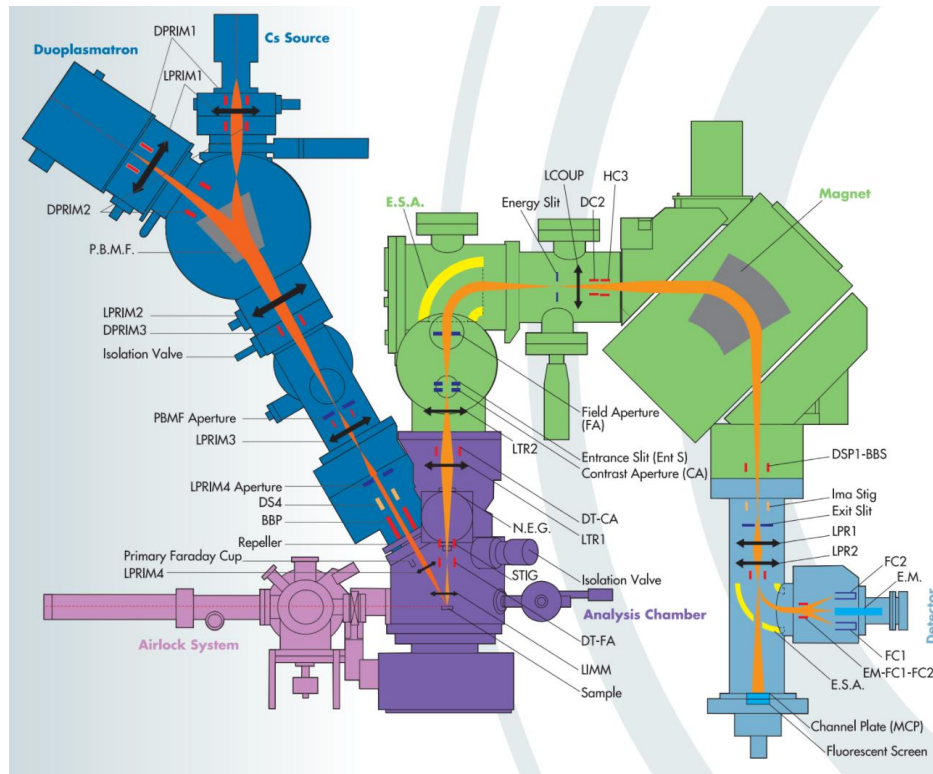 DPRIM1
Cs Source
Duoplasmatron
LPRIM1
DPRIM2
P.B.M.F.
LPRIM2
DPRIM3
Isolation Valve
PBMF Aperture
LPRIM3
LPRIM4 Aperture
DS4
BBP
Repeller
Primary Faraday Cup
LPRIM4
Airlock System
E.S.A.
Energy Slit
LCOUP
DC2
HC3
Magnet
Field Aperture
(FA)
Entrance Slit (Ent S)
Contrast Aperture (CA)
LTR2
DT-CA
LTR1
N.E.G.
STIG
Isolation Valve
Analysis Chamber
DT-FA
LIMM
Sample
DSP1-BBS
Ima Stig
Exit Slit
LPR1
LPR2
FC2
E.M.
Detector
FC1
EM-FC1-FC2
E.S.A.
Channel Plate (MCP)
Fluorescent Screen